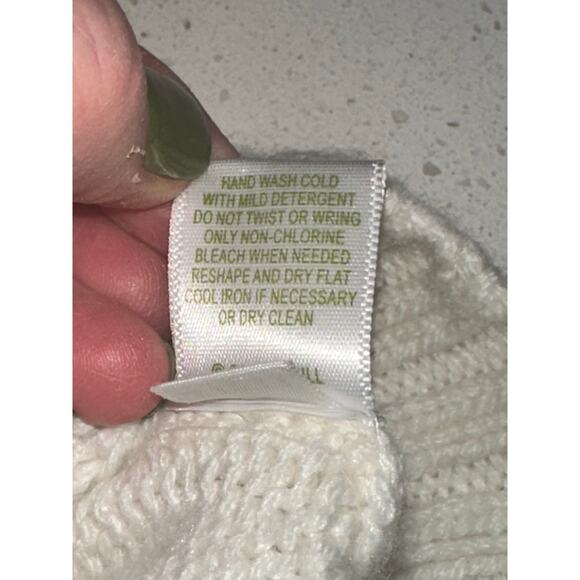 HAND WASH COLD
WITH MILD DETERGENT
DO NOT TWIST OR WRING
ONLY NON-CHLORINE
BLEACH WHEN NEEDED
RESHAPE AND DRY FLAT
COOL IRON IF NECESSARY
OR DRY CLEAN
©